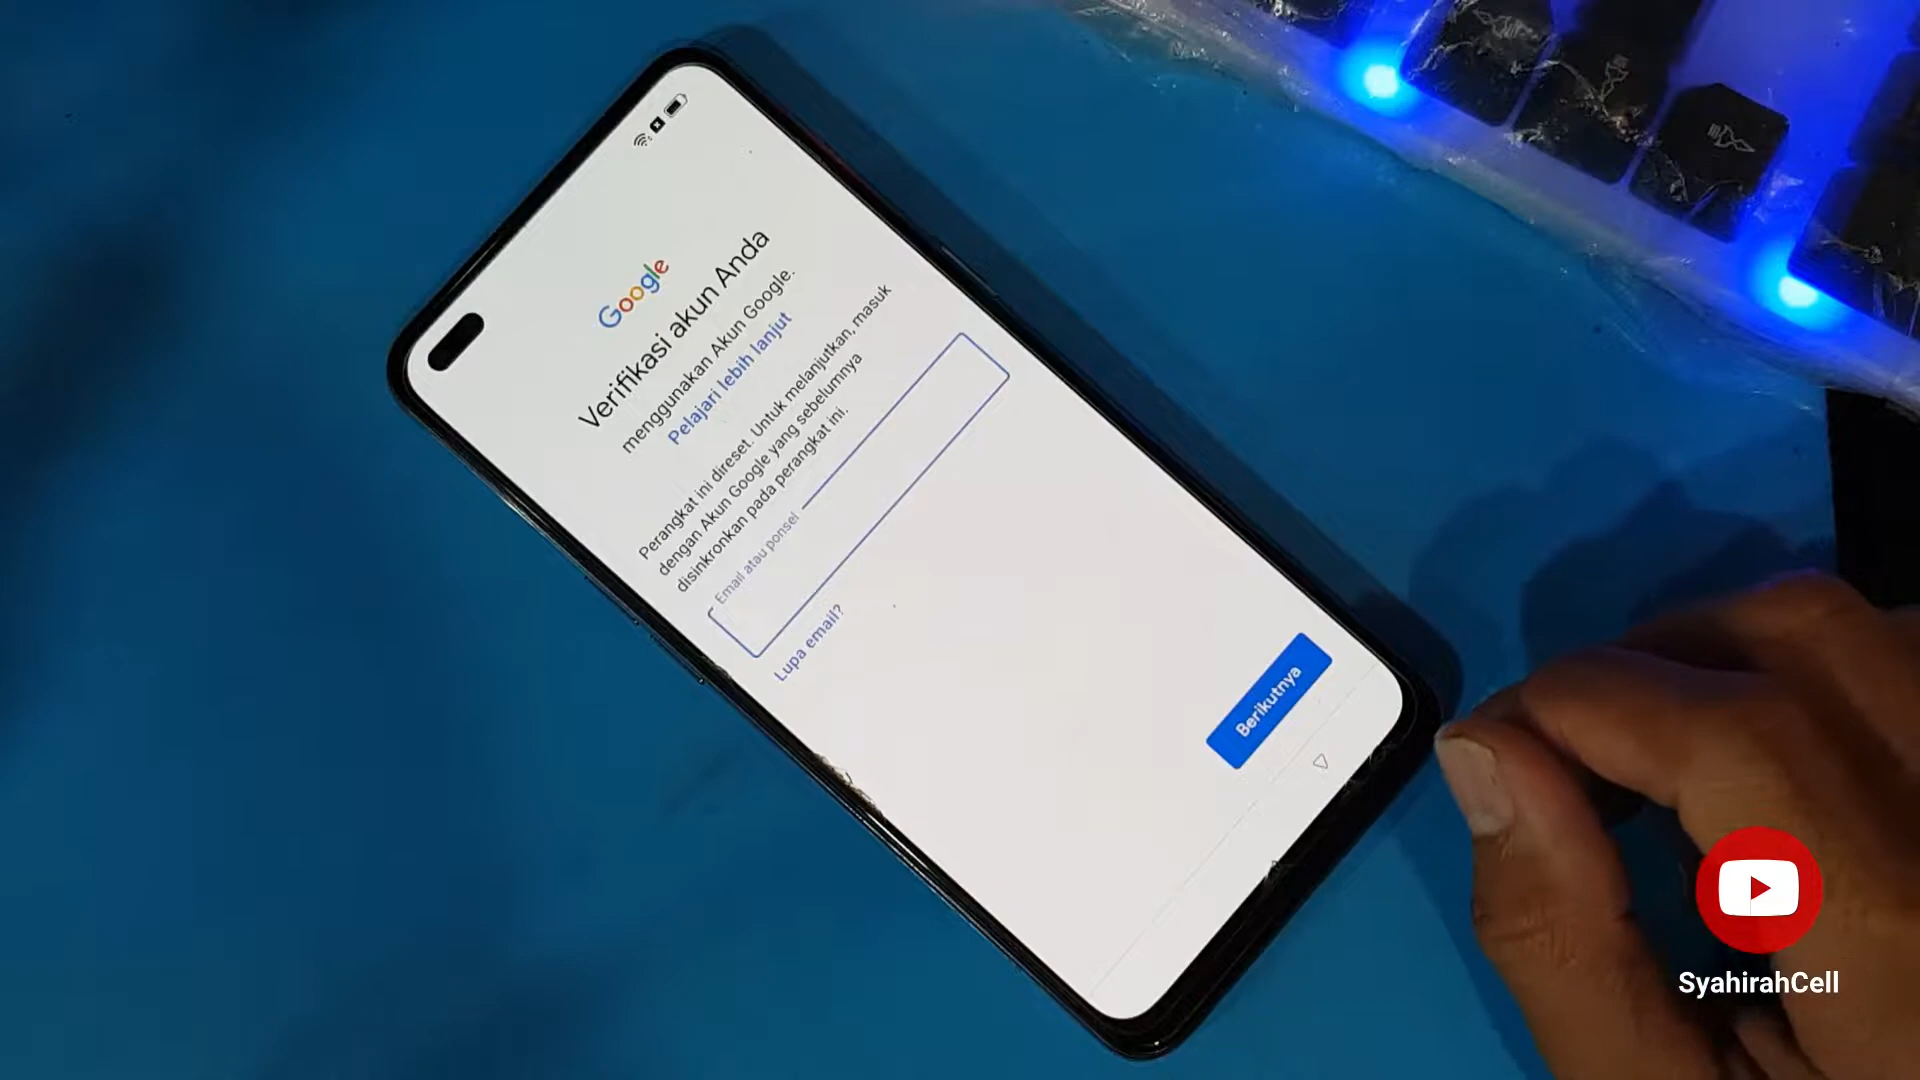 Google
Verifikasi akun Anda
menggunakan Akun Google.
Pelajari lebih lanjut
Perangkat ini direset. Untuk melanjutkan, masuk
dengan Akun Google yang sebelumnya
disinkronkan pada perangkat ini.
Email atau ponsel
Lupa email?
Berikutnya
SyahirahCell